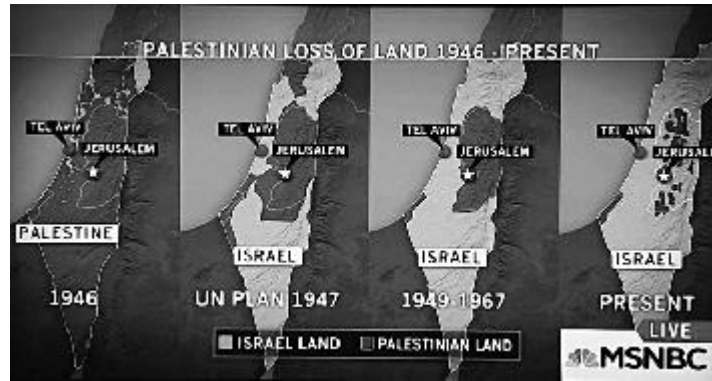 PALESTINIAN LOSS OF LAND 1946 - PRESENT
TEL AVIV
JERUSALEM
PALESTINE
1946
TEL AVIV
JERUSALEM
ISRAEL
UN PLAN 1947
TEL AVIV
JERUSALEM
ISRAEL
1949-1967
TEL AVIV
JERUSAL
ISRAEL
PRESENT
ISRAEL LAND
PALESTINIAN LAND
LIVE
MSNBC